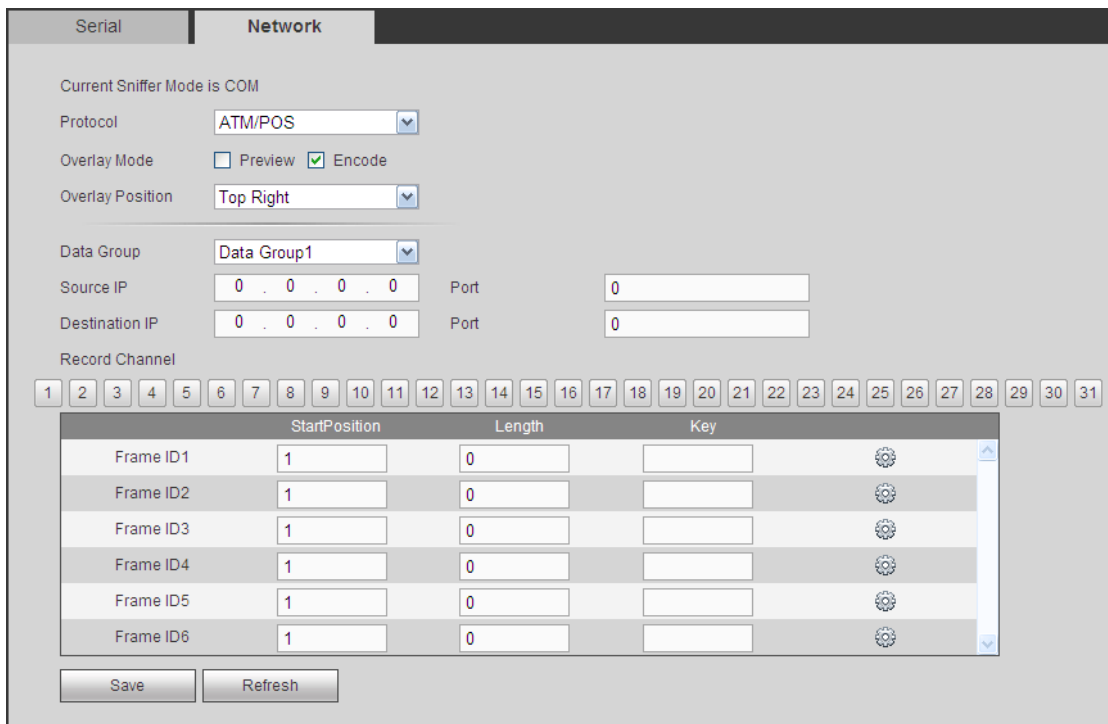 Serial Network
Current Sniffer Mode is COM
Protocol ATM/POS
Overlay Mode Preview Encode
Overlay Position Top Right
Data Group Data Group1
Source IP 0 . 0 . 0 . 0 Port 0
Destination IP 0 . 0 . 0 . 0 Port 0
Record Channel
1 2 3 4 5 6 7 8 9 10 11 12 13 14 15 16 17 18 19 20 21 22 23 24 25 26 27 28 29 30 31
StartPosition Length Key
Frame ID1 1 0
Frame ID2 1 0
Frame ID3 1 0
Frame ID4 1 0
Frame ID5 1 0
Frame ID6 1 0
Save Refresh